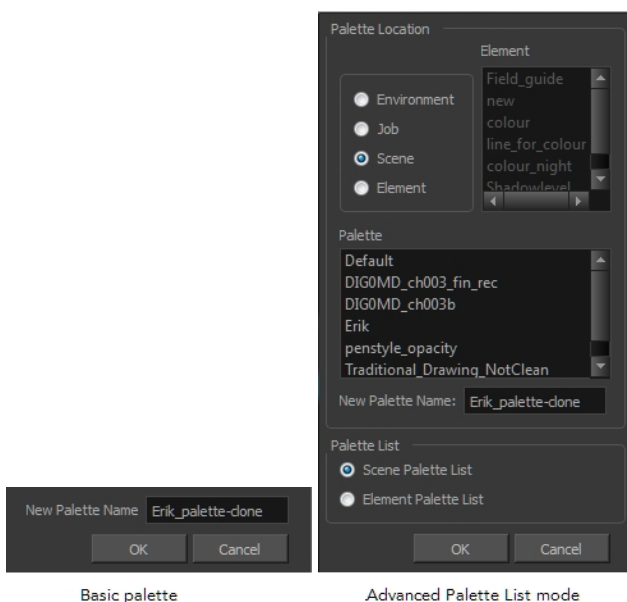 Palette Location
Element
Environment
Job
Scene
Element
Field_guide
new
colour
line_for_colour
colour_night
Shadowlevel
Palette
Default
DIG0MD_ch003_fin_rec
DIG0MD_ch003b
Erik
penstyle_opacity
Traditional_Drawing_NotClean
New Palette Name: Erik_palette-clone
Palette List
Scene Palette List
Element Palette List
OK Cancel
New Palette Name Erik_palette-clone
OK Cancel
Basic palette
Advanced Palette List mode